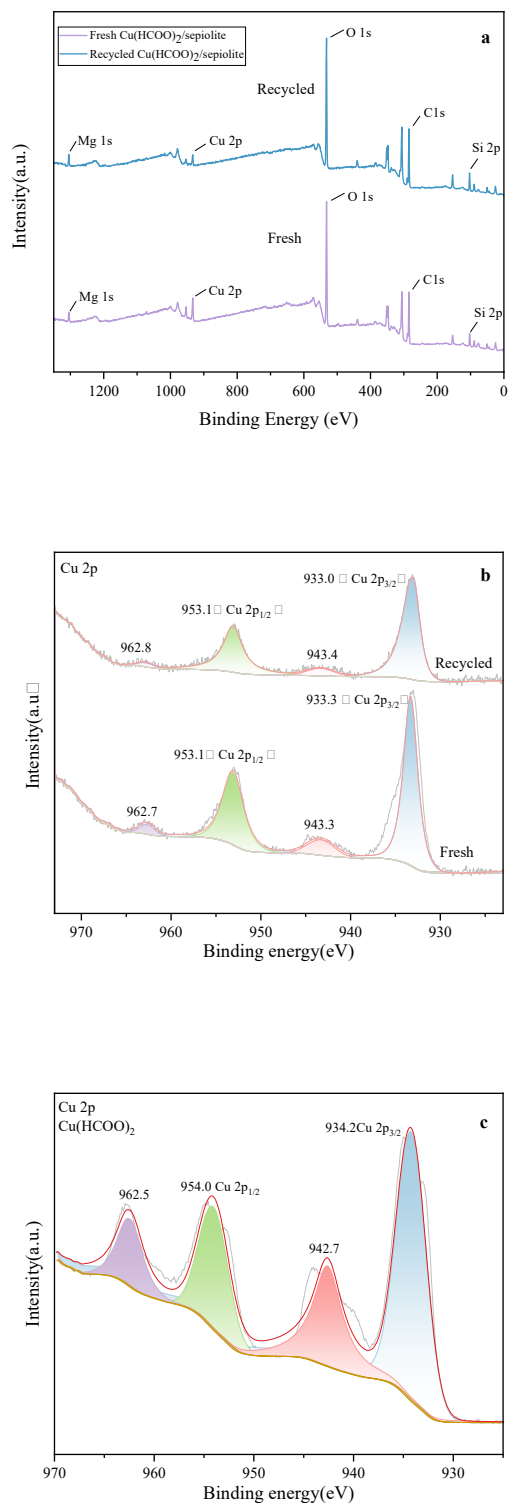 a
Fresh Cu(HCOO)2/sepiolite
Recycled Cu(HCOO)2/sepiolite
O 1s
Recycled
C1s
Mg 1s
Cu 2p
Si 2p
O 1s
Fresh
C1s
Mg 1s
Cu 2p
Si 2p
Intensity(a.u.)
1200 1000 800 600 400 200 0
Binding Energy (eV)
Cu 2p
b
933.0 □ Cu 2p3/2□
953.1□ Cu 2p1/2 □
962.8
943.4
Recycled
933.3 □ Cu 2p3/2□
953.1□ Cu 2p1/2 □
962.7
943.3
Fresh
Intensity(a.u□
970 960 950 940 930
Binding energy(eV)
Cu 2p
c
Cu(HCOO)2
934.2Cu 2p3/2
962.5
954.0 Cu 2p1/2
942.7
Intensity(a.u.)
970 960 950 940 930
Binding energy(eV)